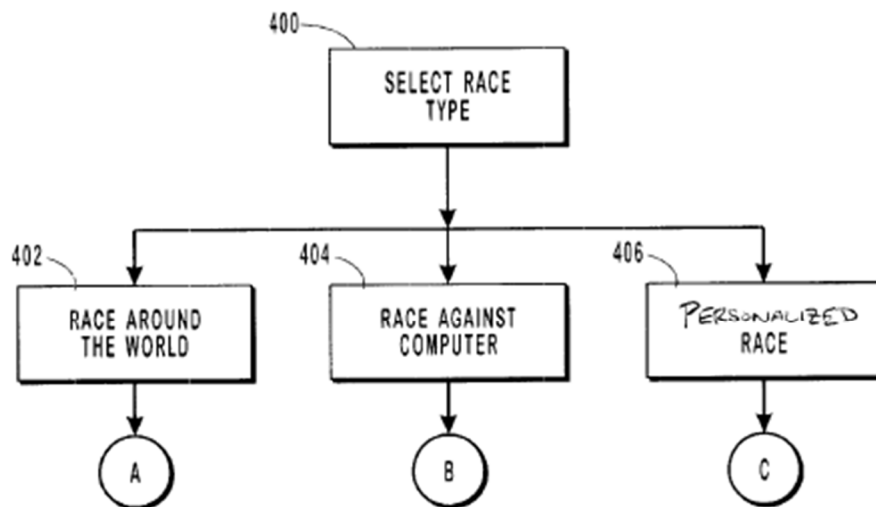 400
SELECT RACE
TYPE
402
404
406
RACE AROUND
THE WORLD
RACE AGAINST
COMPUTER
PERSONALIZED
RACE
A
B
C